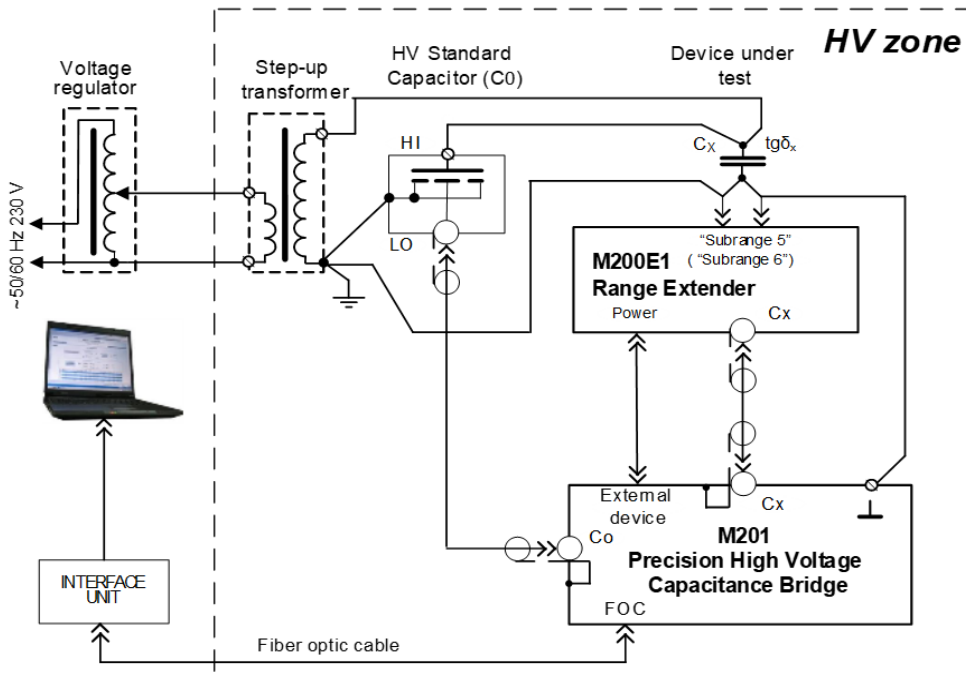 HV zone
Voltage
regulator
Step-up
transformer
HV Standard
Capacitor (C0)
Device under
test
HI
LO
Cx
tgδx
~50/60 Hz 230 V
“Subrange 5”
( “Subrange 6”)
M200E1
Range Extender
Power
Cx
External
device
Cx
Co
M201
Precision High Voltage
Capacitance Bridge
FOC
INTERFACE
UNIT
Fiber optic cable